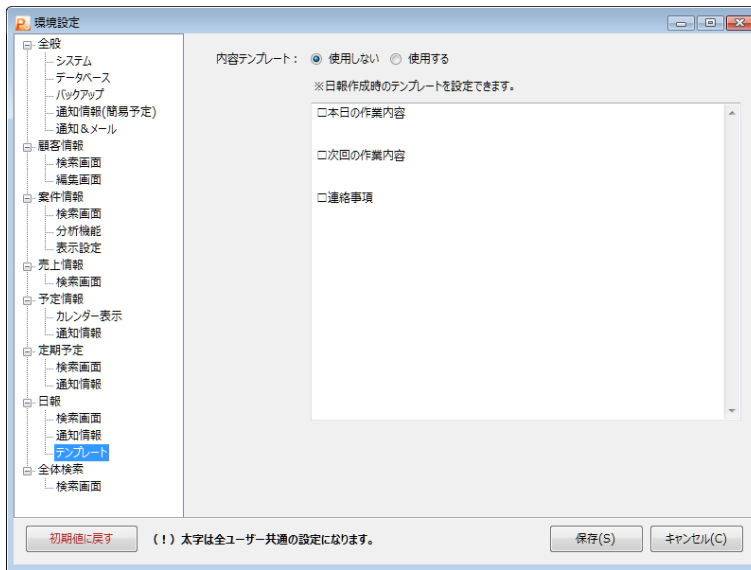 環境設定
全般
システム
データベース
バックアップ
通知情報(簡易予定)
通知&メール
顧客情報
検索画面
編集画面
案件情報
検索画面
分析機能
表示設定
売上情報
検索画面
予定情報
カレンダー表示
通知情報
定期予定
検索画面
通知情報
日報
検索画面
通知情報
テンプレート
全体検索
検索画面
内容テンプレート： 使用しない 使用する
※日報作成時のテンプレートを設定できます。
□本日の作業内容
□次回の作業内容
□連絡事項
初期値に戻す
(！)太字は全ユーザー共通の設定になります。
保存(S)
キャンセル(C)